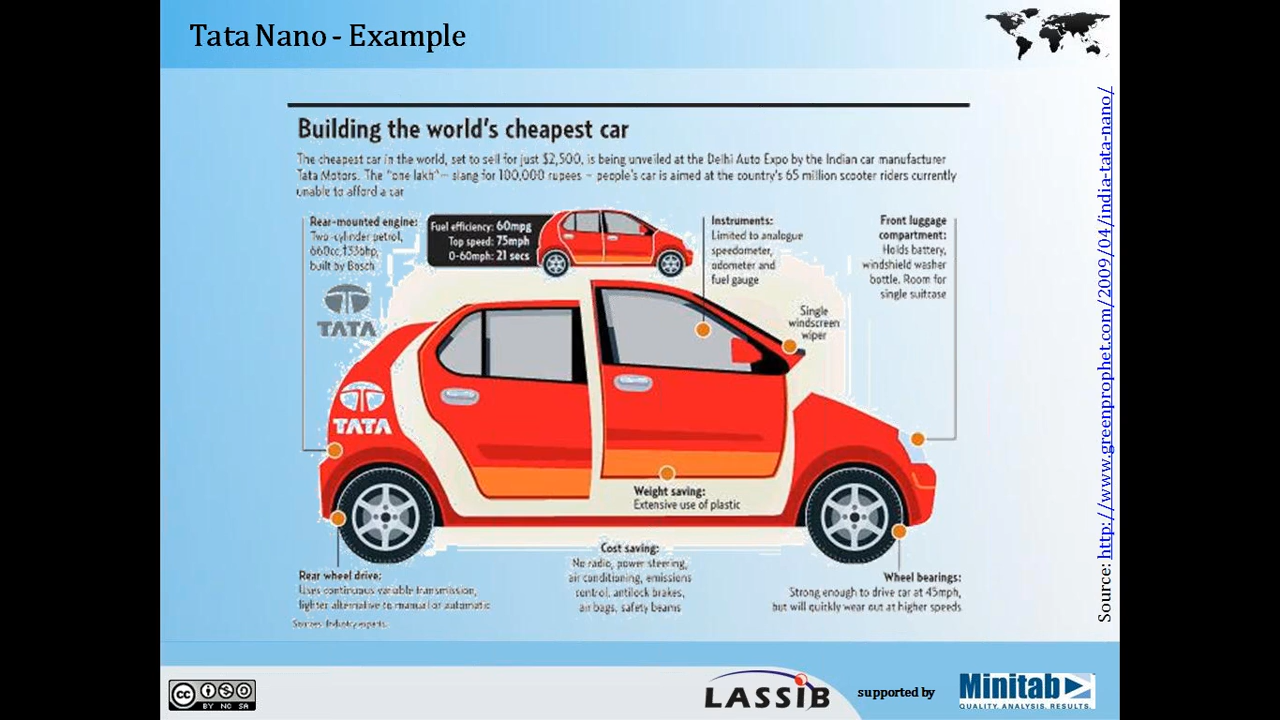 Tata Nano - Example
Building the world's cheapest car
The cheapest car in the world, set to sell for just $2,500, is being unveiled at the Delhi Auto Expo by the Indian car manufacturer
Tata Motors. The "one lakh" – slang for 100,000 rupees – people's car is aimed at the country's 65 million scooter riders currently
unable to afford a car
Rear-mounted engine:
Two-cylinder petrol,
660cc,
built by Bosch
Fuel efficiency: 60mpg
Top speed: 75mph
0-60mph: 21 secs
Instruments:
Limited to analogue
speedometer,
odometer and
fuel gauge
Front luggage
compartment:
Holds battery,
windshield washer
bottle. Room for
single suitcase
Single
windscreen
wiper
TATA
TATA
Weight saving:
Extensive use of plastic
Rear wheel drive:
Uses continuous variable transmission,
lighter alternative to manual or automatic
Cost saving:
No radio, power steering,
air conditioning, emissions
control, antilock brakes,
air bags, safety beams
Wheel bearings:
Strong enough to drive car at 45mph,
but will quickly wear out at higher speeds
Sources: Industry experts
Source: http://www.greenprophet.com/2009/04/india-tata-nano/
CC BY NC SA
LASSIB
supported by
Minitab
QUALITY. ANALYSIS. RESULTS.